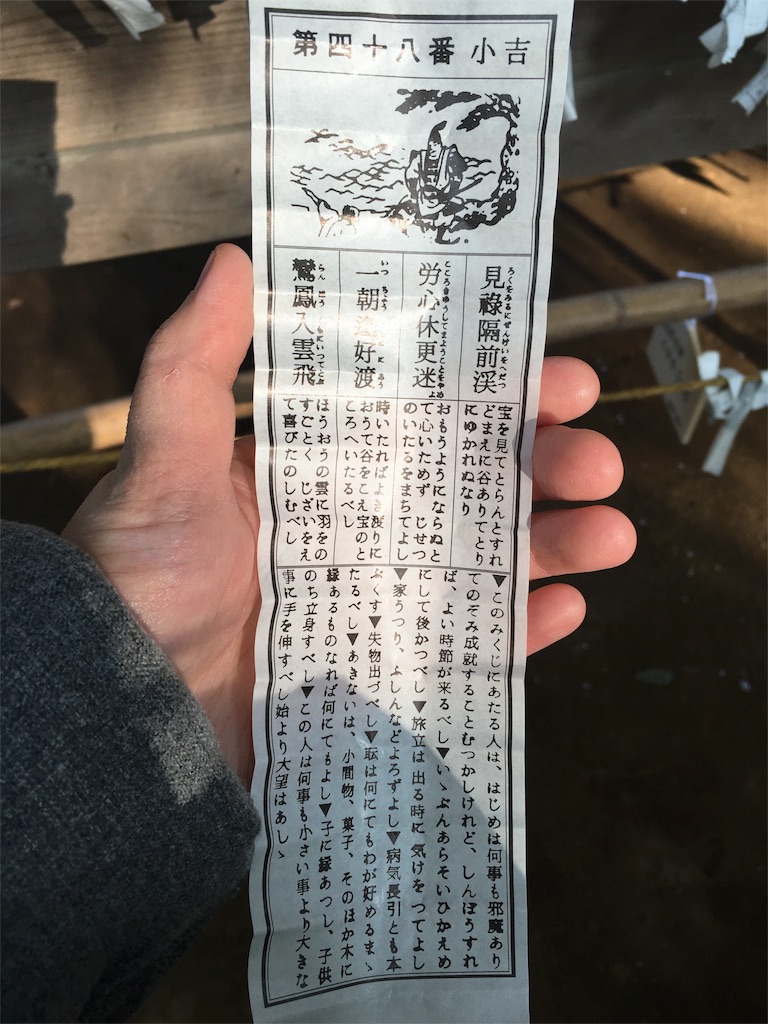 第四十八番 小吉
見祿隔前渓
ろくをみるにぜんけいをへだつ
労心休更迷
一朝逢好渡
鸞鳳入雲飛
宝を見てとらんとすれ
どまえに谷ありてとり
にゆかれぬなり
おもうようにならぬと
て心いためず じせつ
のいたるをまちてよし
時いたればよき渡りに
おうて谷をこえ宝のと
ころへいたるべし
ほうおうの雲に羽をの
すごとく じざいをえ
て喜びたのしむべし
▼このみくじにあたる人は、はじめは何事も邪魔あり
てのぞみ成就することむつかしけれど、しんぼうすれ
ば、よい時節が来るべし▼いゝぶんあらそいひかえめ
にして後かつべし▼旅立は出る時に 気けを つてよし
▼家うつり、ふしんなどよろずよし▼病気長引とも本
ぶくす▼失物出づべし▼耺は何にてもわが好めるまゝ
たるべし▼あきないは、小間物、菓子、そのほか木に
縁あるものなれば何にてもよし▼子に縁あつし、子供
のち立身すべし▼この人は何事も小さい事より大きな
事に手を伸すべし始より大望はあしゝ